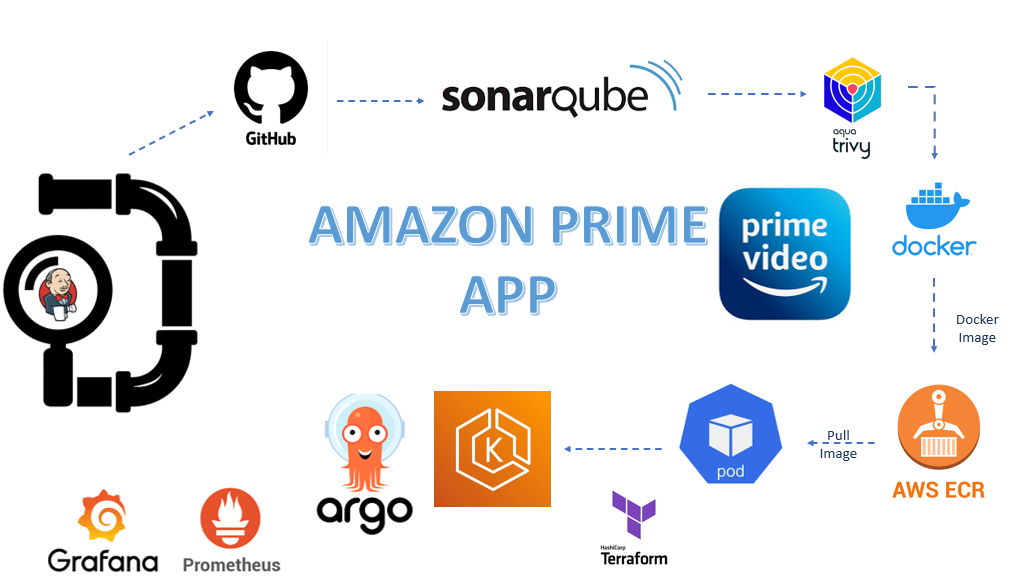 GitHub
sonarqube
aqua
trivy
AMAZON PRIME
APP
prime
video
docker
Docker
Image
Pull
Image
pod
AWS ECR
K
argo
HashiCorp
Terraform
Grafana
Prometheus